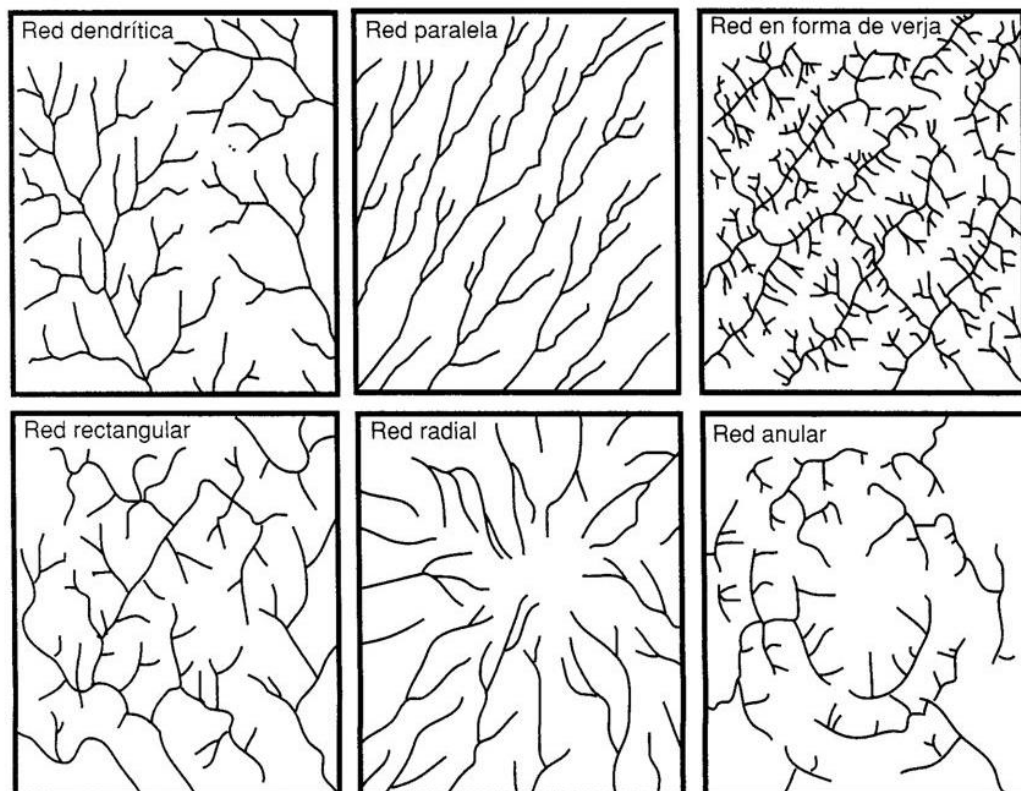 Red dendrítica
Red paralela
Red en forma de verja
Red rectangular
Red radial
Red anular